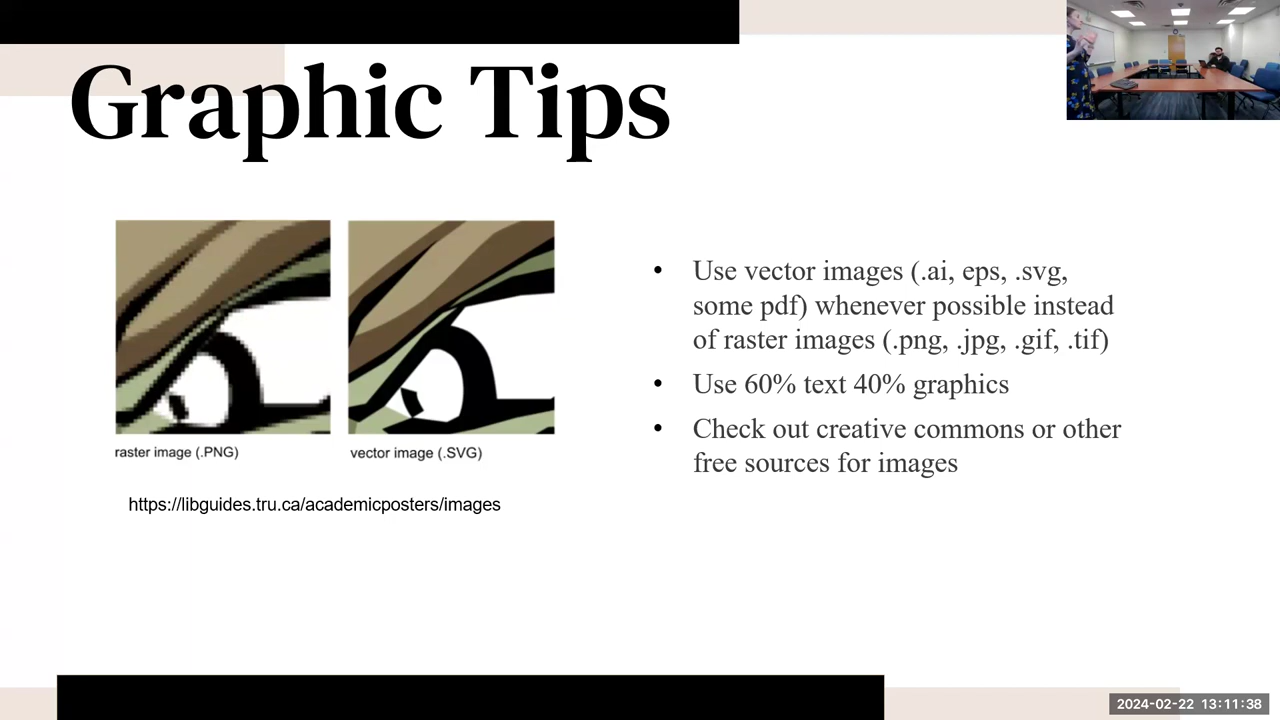 Graphic Tips
raster image (.PNG)
vector image (.SVG)
https://libguides.tru.ca/academicposters/images
• Use vector images (.ai, eps, .svg,
some pdf) whenever possible instead
of raster images (.png, .jpg, .gif, .tif)
• Use 60% text 40% graphics
• Check out creative commons or other
free sources for images
2024-02-22 13:11:38